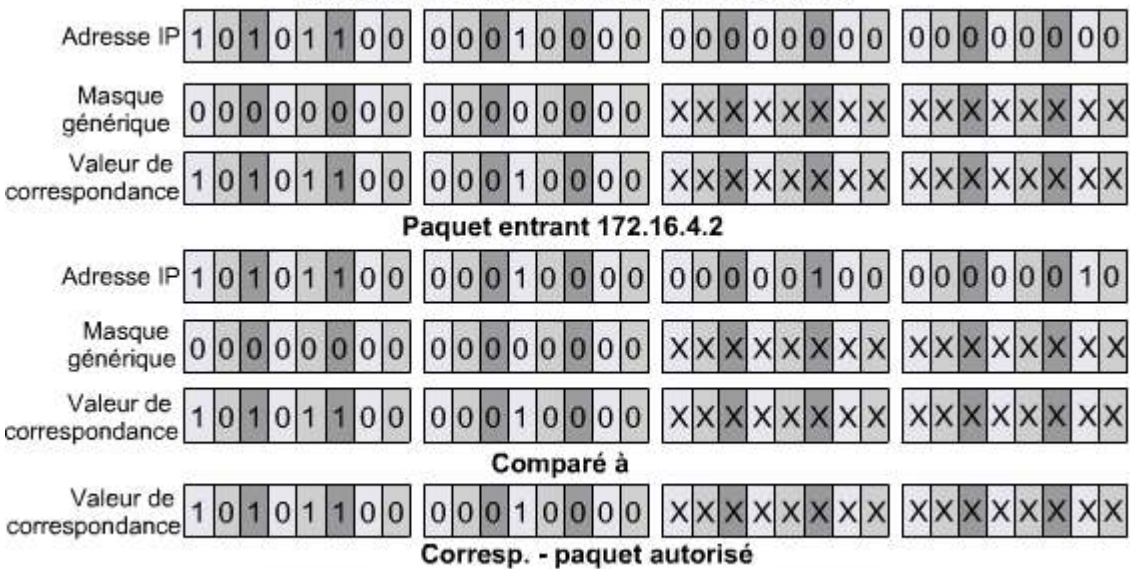 Adresse IP 1 0 1 0 1 1 0 0 0 0 0 1 0 0 0 0 0 0 0 0 0 0 0 0 0 0 0 0 0 0 0 0
Masque
générique 0 0 0 0 0 0 0 0 0 0 0 0 0 0 0 0 X X X X X X X X X X X X X X X X
Valeur de
correspondance 1 0 1 0 1 1 0 0 0 0 0 1 0 0 0 0 X X X X X X X X X X X X X X X X
Paquet entrant 172.16.4.2
Adresse IP 1 0 1 0 1 1 0 0 0 0 0 1 0 0 0 0 0 0 0 0 0 1 0 0 0 0 0 0 0 0 1 0
Masque
générique 0 0 0 0 0 0 0 0 0 0 0 0 0 0 0 0 X X X X X X X X X X X X X X X X
Valeur de
correspondance 1 0 1 0 1 1 0 0 0 0 0 1 0 0 0 0 X X X X X X X X X X X X X X X X
Comparé à
Valeur de
correspondance 1 0 1 0 1 1 0 0 0 0 0 1 0 0 0 0 X X X X X X X X X X X X X X X X
Corresp. - paquet autorisé